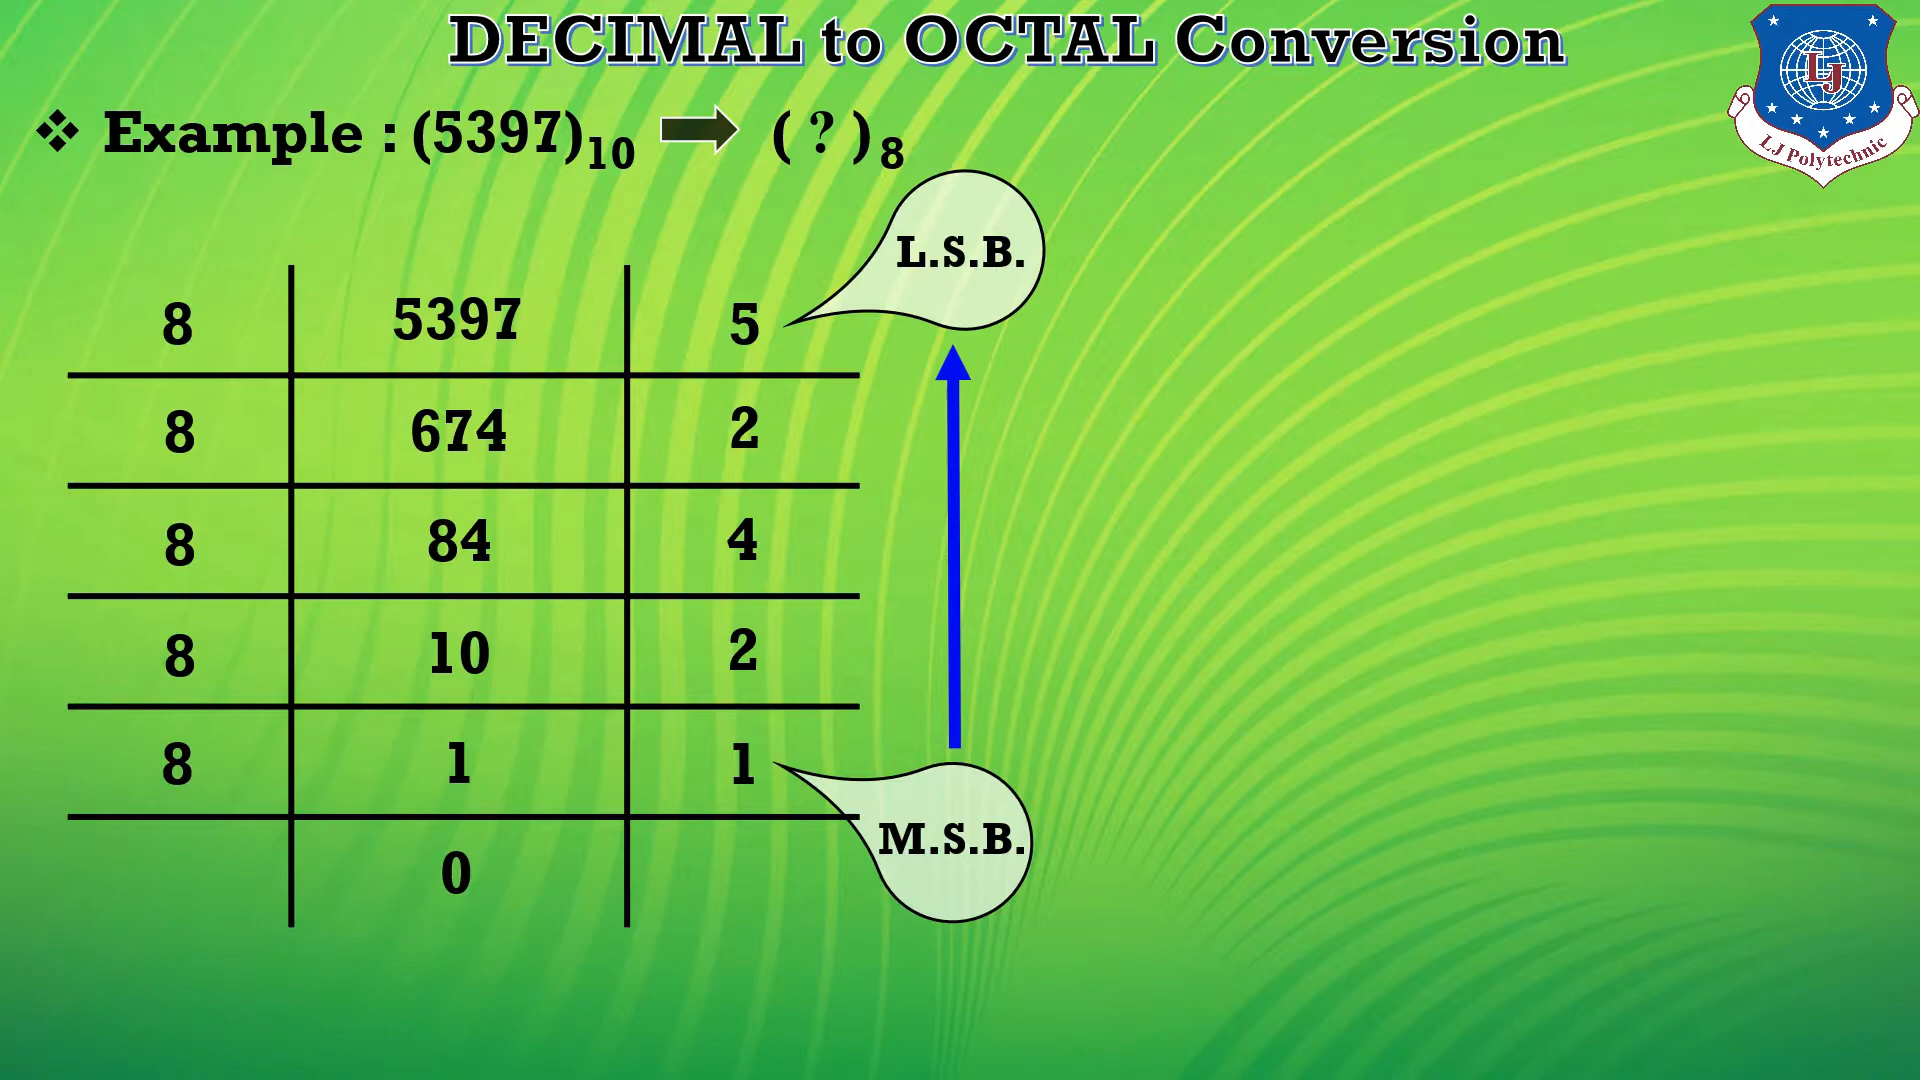 DECIMAL to OCTAL Conversion
❖ Example : (5397)10 ➡ ( ? )8
L.S.B.
8 5397 5
8 674 2
8 84 4
8 10 2
8 1 1
M.S.B.
0
LJ
LJ Polytechnic